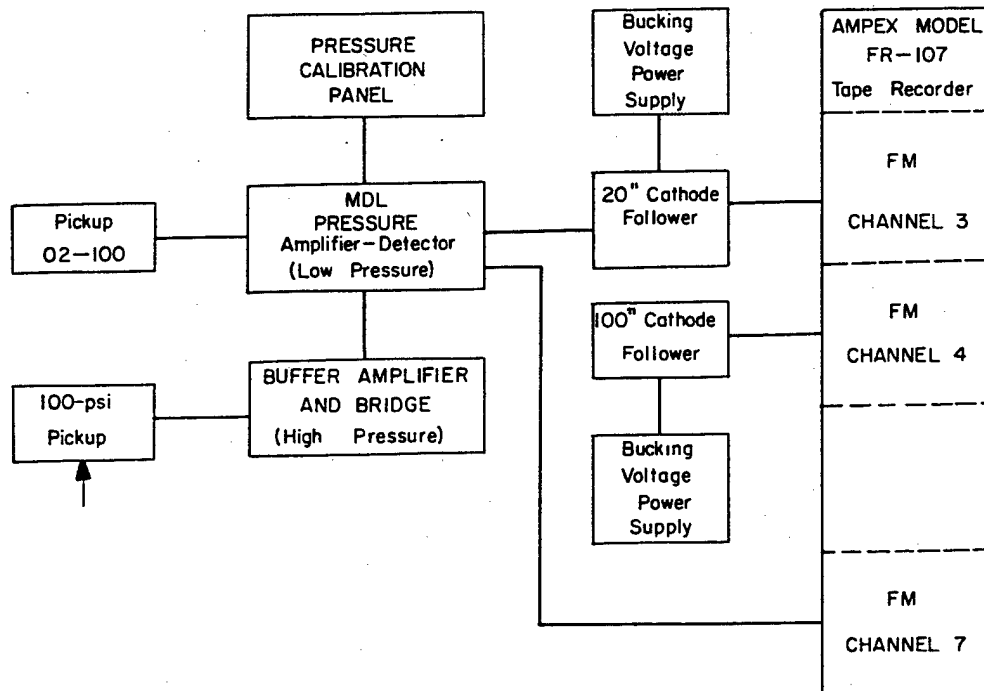 PRESSURE
CALIBRATION
PANEL
Bucking
Voltage
Power
Supply
AMPEX MODEL
FR-107
Tape Recorder
Pickup
02-100
MDL
PRESSURE
Amplifier-Detector
(Low Pressure)
20" Cathode
Follower
FM
CHANNEL 3
100-psi
Pickup
BUFFER AMPLIFIER
AND BRIDGE
(High Pressure)
100" Cathode
Follower
FM
CHANNEL 4
Bucking
Voltage
Power
Supply
FM
CHANNEL 7